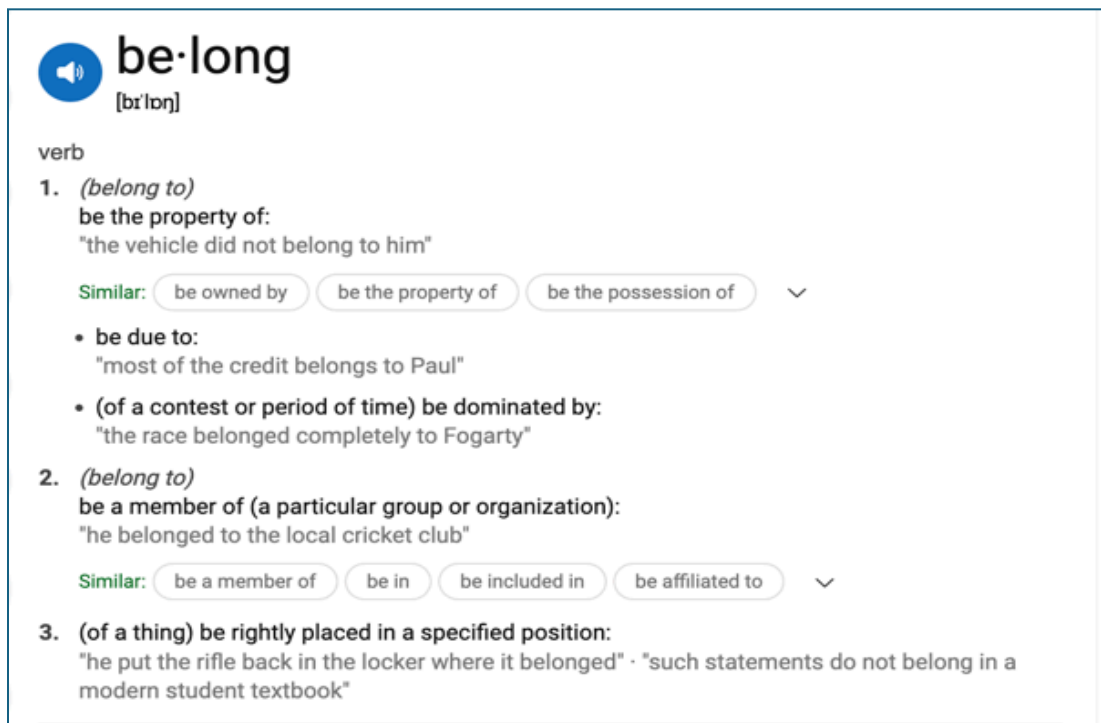 be·long
[bɪˈlɒŋ]
verb
1. (belong to)
be the property of:
"the vehicle did not belong to him"
Similar: be owned by be the property of be the possession of
• be due to:
"most of the credit belongs to Paul"
• (of a contest or period of time) be dominated by:
"the race belonged completely to Fogarty"
2. (belong to)
be a member of (a particular group or organization):
"he belonged to the local cricket club"
Similar: be a member of be in be included in be affiliated to
3. (of a thing) be rightly placed in a specified position:
"he put the rifle back in the locker where it belonged" · "such statements do not belong in a
modern student textbook"